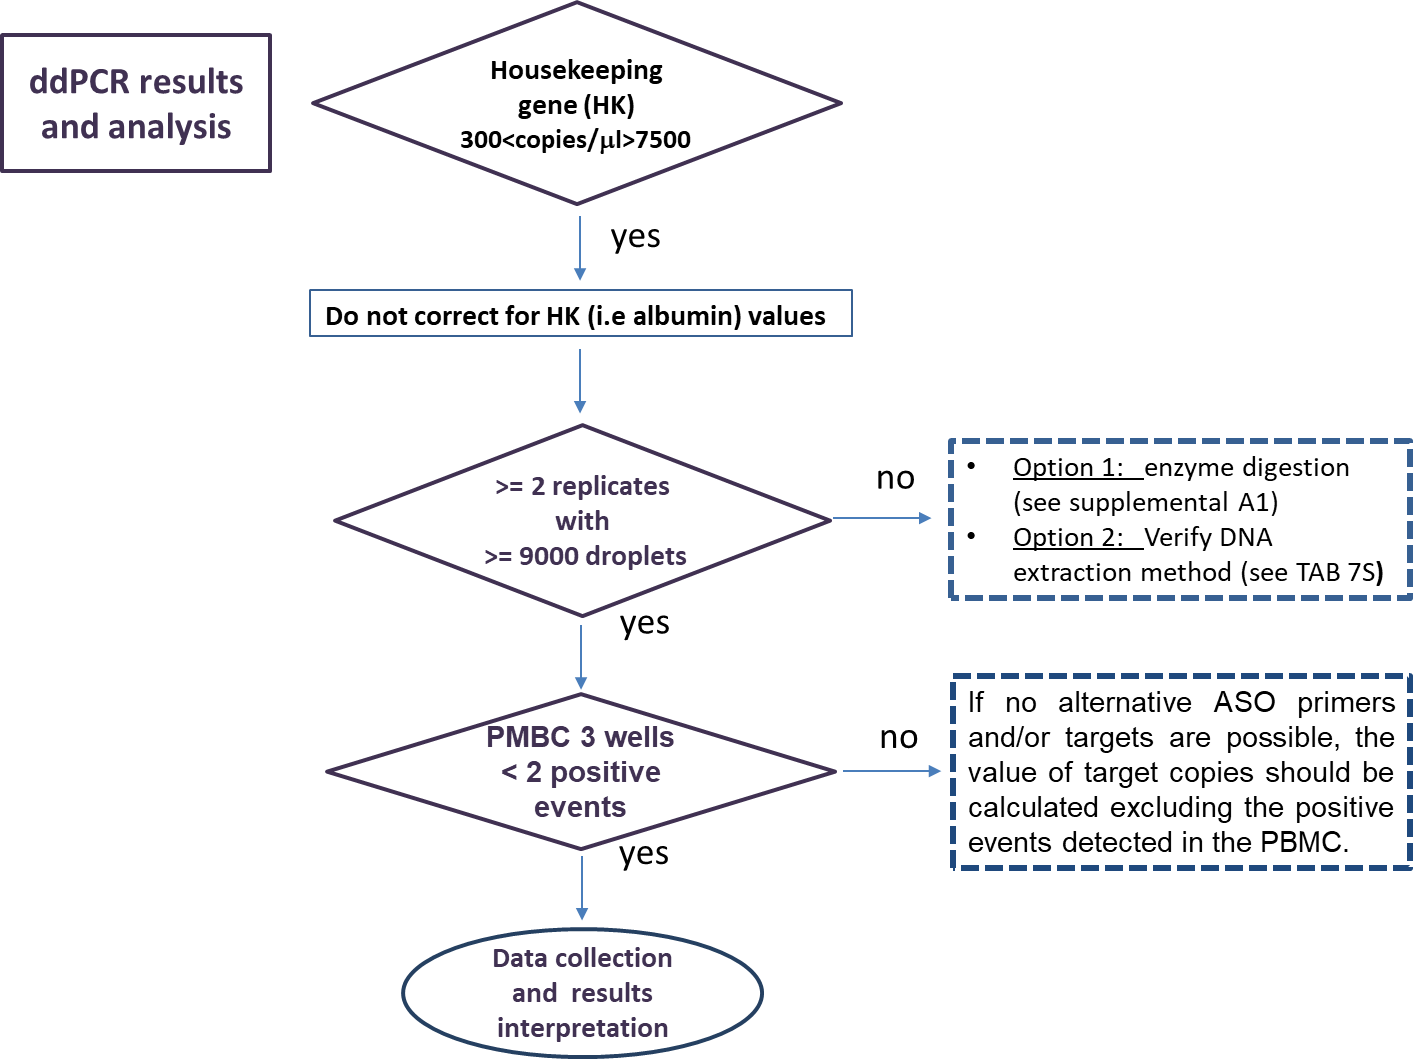 ddPCR results
and analysis
Housekeeping
gene (HK)
300<copies/μl>7500
yes
Do not correct for HK (i.e albumin) values
>= 2 replicates
with
>= 9000 droplets
no
• Option 1: enzyme digestion
(see supplemental A1)
• Option 2: Verify DNA
extraction method (see TAB 7S)
yes
PMBC 3 wells
< 2 positive
events
no
If no alternative ASO primers
and/or targets are possible, the
value of target copies should be
calculated excluding the positive
events detected in the PBMC.
yes
Data collection
and results
interpretation